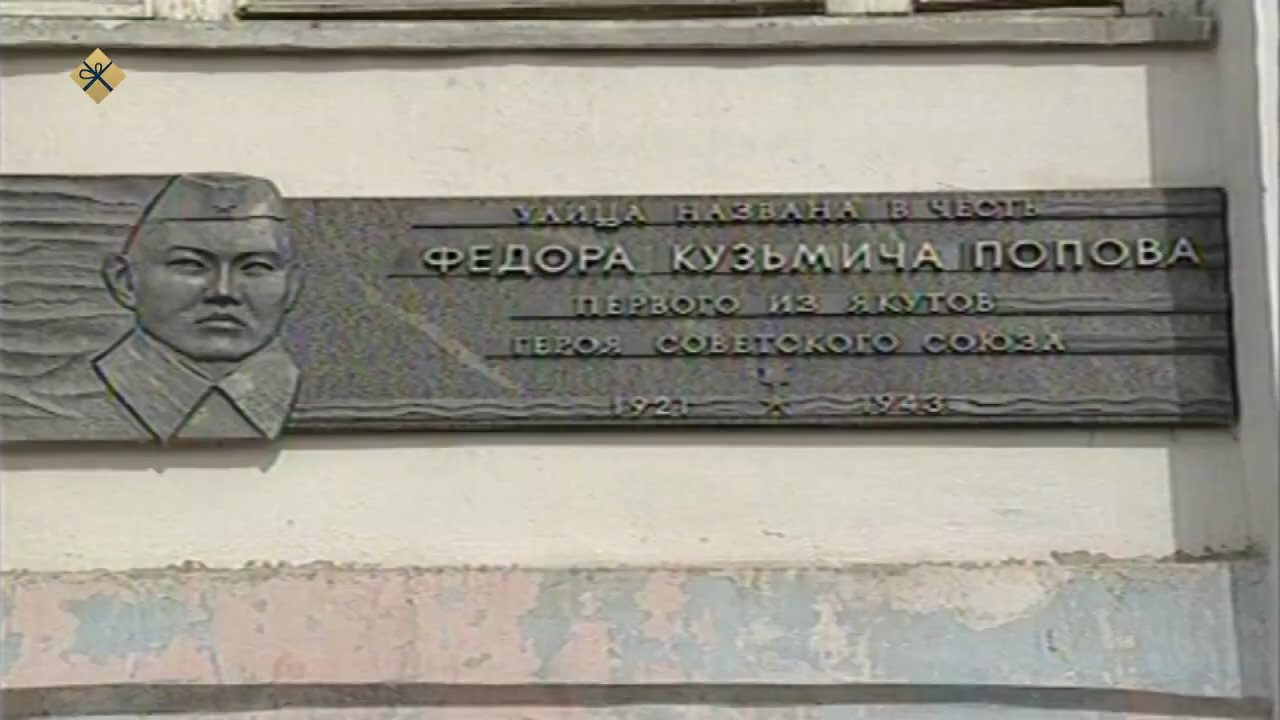 УЛИЦА НАЗВАНА В ЧЕСТЬ
ФЕДОРА КУЗЬМИЧА ПОПОВА
ПЕРВОГО ИЗ ЯКУТОВ
ГЕРОЯ СОВЕТСКОГО СОЮЗА
1921 ★ 1943